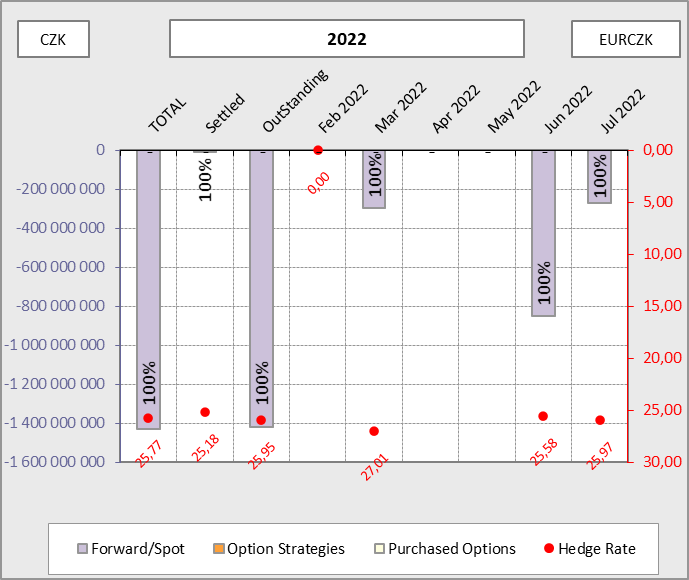 CZK
2022
EURCZK
TOTAL
Settled
OutStanding
Feb 2022
Mar 2022
Apr 2022
May 2022
Jun 2022
Jul 2022
0
-200 000 000
-400 000 000
-600 000 000
-800 000 000
-1 000 000 000
-1 200 000 000
-1 400 000 000
-1 600 000 000
100%
100%
100%
100%
100%
100%
25,77
25,18
25,95
0,00
27,01
25,58
25,97
0,00
5,00
10,00
15,00
20,00
25,00
30,00
Forward/Spot
Option Strategies
Purchased Options
Hedge Rate